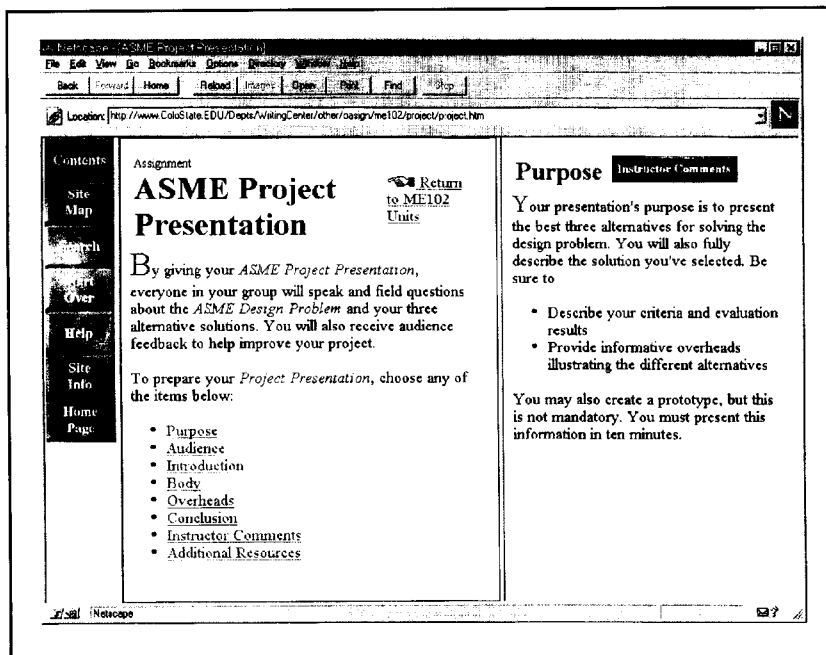 Netscape - [ASME Project Presentation]
File Edit View Go Bookmarks Options Directory Window Help
Back Forward Home Reload Images Open Print Find Stop
Location: http://www.ColoState.EDU/Depts/WritingCenter/other/oasign/me102/project/project.htm
N
Contents
Site
Map
Search
Start
Over
Help
Site
Info
Home
Page
Assignment
ASME Project
Presentation
Return
to ME102
Units
By giving your ASME Project Presentation,
everyone in your group will speak and field questions
about the ASME Design Problem and your three
alternative solutions. You will also receive audience
feedback to help improve your project.
To prepare your Project Presentation, choose any of
the items below:
• Purpose
• Audience
• Introduction
• Body
• Overheads
• Conclusion
• Instructor Comments
• Additional Resources
Purpose Instructor Comments
Your presentation's purpose is to present
the best three alternatives for solving the
design problem. You will also fully
describe the solution you've selected. Be
sure to
• Describe your criteria and evaluation
results
• Provide informative overheads
illustrating the different alternatives
You may also create a prototype, but this
is not mandatory. You must present this
information in ten minutes.
Netscape